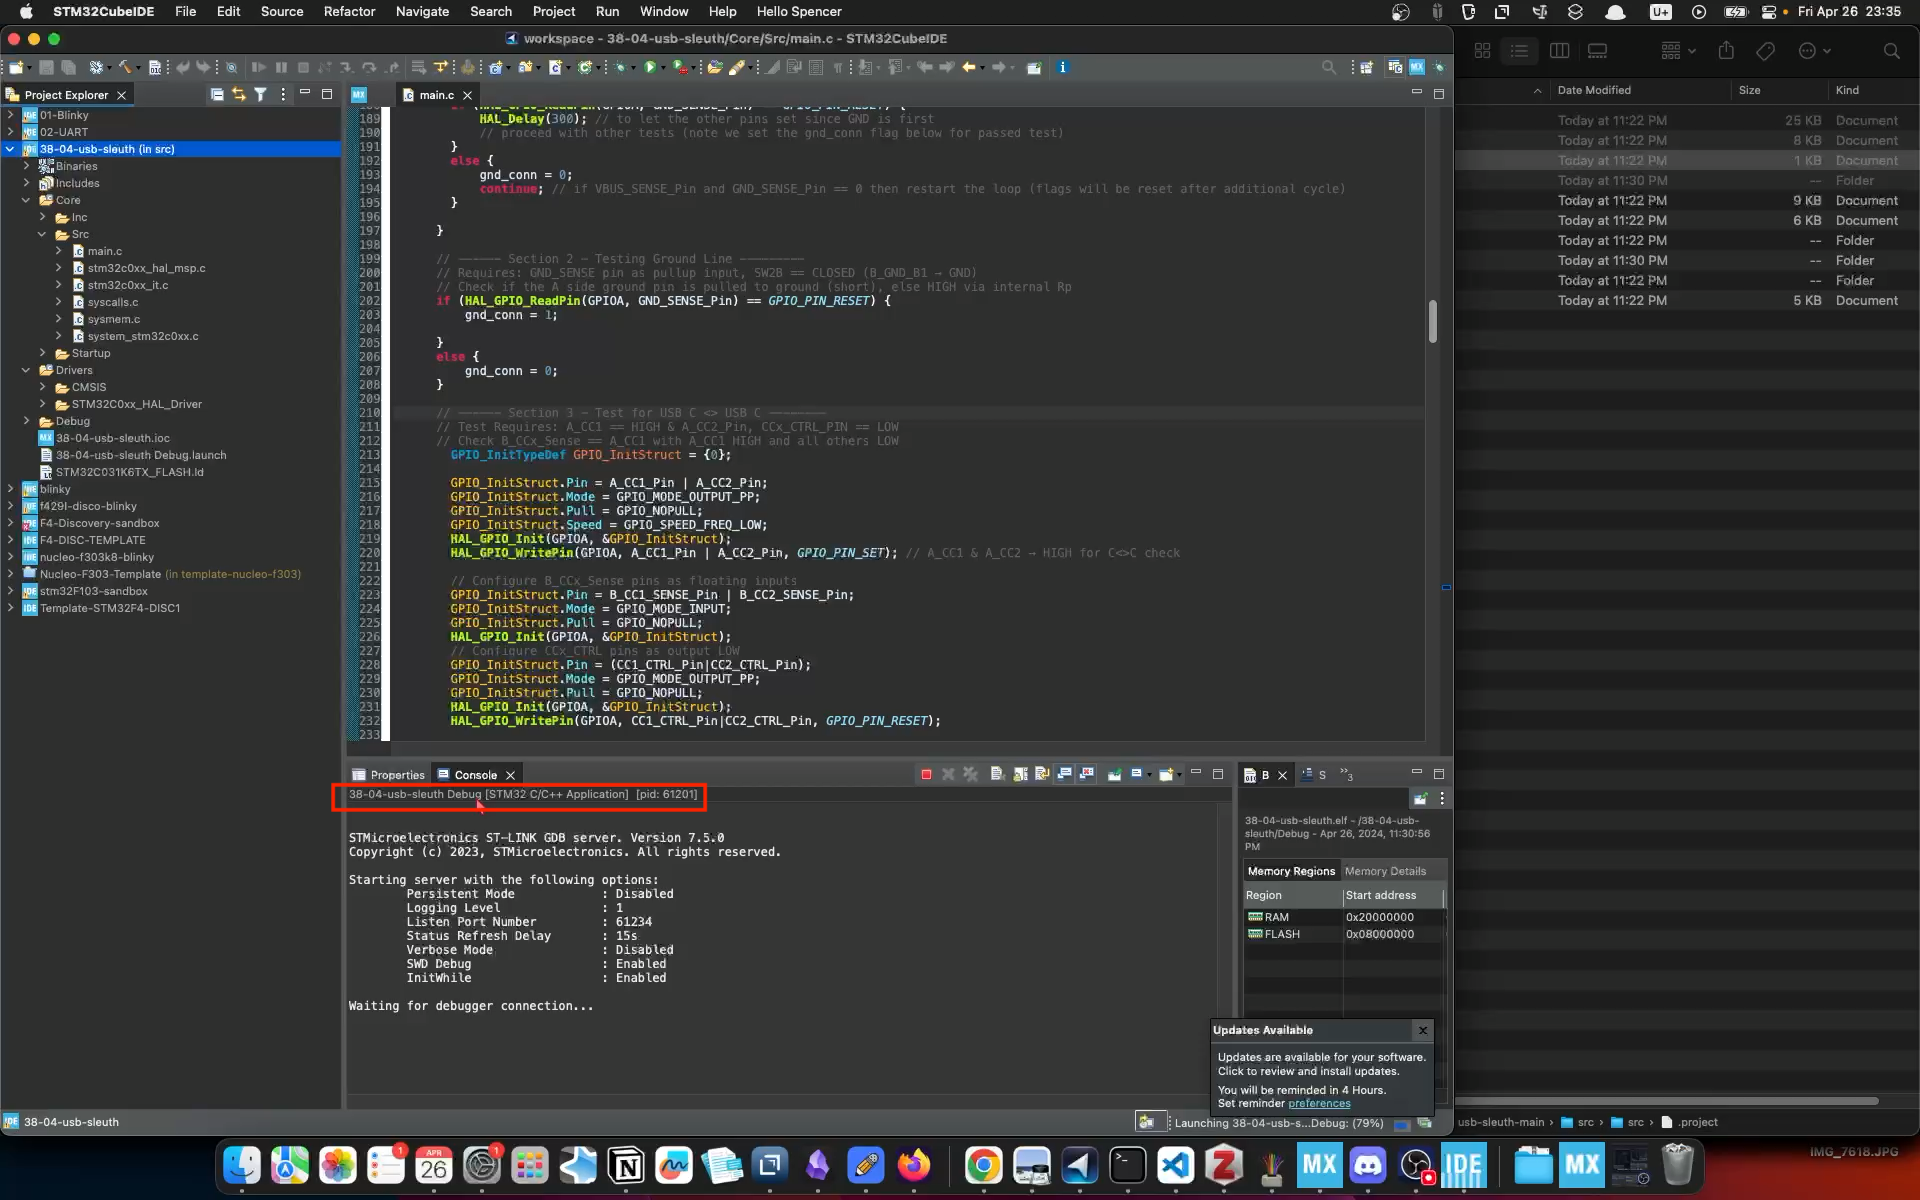 STM32CubeIDE File Edit Source Refactor Navigate Search Project Run Window Help Hello Spencer
U+ Fri Apr 26 23:35
workspace - 38-04-usb-sleuth/Core/Src/main.c - STM32CubeIDE
Project Explorer
main.c
01-Blinky
02-UART
38-04-usb-sleuth (in src)
Binaries
Includes
Core
Inc
Src
main.c
stm32c0xx_hal_msp.c
stm32c0xx_it.c
syscalls.c
sysmem.c
system_stm32c0xx.c
Startup
Drivers
CMSIS
STM32C0xx_HAL_Driver
Debug
38-04-usb-sleuth.ioc
38-04-usb-sleuth Debug.launch
STM32C031K6TX_FLASH.ld
blinky
f429I-disco-blinky
F4-Discovery-sandbox
F4-DISC-TEMPLATE
nucleo-f303k8-blinky
Nucleo-F303-Template (in template-nucleo-f303)
stm32F103-sandbox
Template-STM32F4-DISC1
189 HAL_Delay(300); // to let the other pins set since GND is first
190 // proceed with other tests (note we set the gnd_conn flag below for passed test)
191 }
192 else {
193 gnd_conn = 0;
194 continue; // if VBUS_SENSE_Pin and GND_SENSE_Pin == 0 then restart the loop (flags will be reset after additional cycle)
195 }
196
197 }
198
199 // —————— Section 2 - Testing Ground Line —————————
200 // Requires: GND_SENSE pin as pullup input, SW2B == CLOSED (B_GND_B1 → GND)
201 // Check if the A side ground pin is pulled to ground (short), else HIGH via internal Rp
202 if (HAL_GPIO_ReadPin(GPIOA, GND_SENSE_Pin) == GPIO_PIN_RESET) {
203 gnd_conn = 1;
204
205 }
206 else {
207 gnd_conn = 0;
208 }
209
210 // —————— Section 3 - Test for USB C <> USB C ————————
211 // Test Requires: A_CC1 == HIGH & A_CC2_Pin, CCx_CTRL_PIN == LOW
212 // Check B_CCx_Sense == A_CC1 with A_CC1 HIGH and all others LOW
213 GPIO_InitTypeDef GPIO_InitStruct = {0};
214
215 GPIO_InitStruct.Pin = A_CC1_Pin | A_CC2_Pin;
216 GPIO_InitStruct.Mode = GPIO_MODE_OUTPUT_PP;
217 GPIO_InitStruct.Pull = GPIO_NOPULL;
218 GPIO_InitStruct.Speed = GPIO_SPEED_FREQ_LOW;
219 HAL_GPIO_Init(GPIOA, &GPIO_InitStruct);
220 HAL_GPIO_WritePin(GPIOA, A_CC1_Pin | A_CC2_Pin, GPIO_PIN_SET); // A_CC1 & A_CC2 → HIGH for C<>C check
221
222 // Configure B_CCx_Sense pins as floating inputs
223 GPIO_InitStruct.Pin = B_CC1_SENSE_Pin | B_CC2_SENSE_Pin;
224 GPIO_InitStruct.Mode = GPIO_MODE_INPUT;
225 GPIO_InitStruct.Pull = GPIO_NOPULL;
226 HAL_GPIO_Init(GPIOA, &GPIO_InitStruct);
227 // Configure CCx_CTRL pins as output LOW
228 GPIO_InitStruct.Pin = (CC1_CTRL_Pin|CC2_CTRL_Pin);
229 GPIO_InitStruct.Mode = GPIO_MODE_OUTPUT_PP;
230 GPIO_InitStruct.Pull = GPIO_NOPULL;
231 HAL_GPIO_Init(GPIOA, &GPIO_InitStruct);
232 HAL_GPIO_WritePin(GPIOA, CC1_CTRL_Pin|CC2_CTRL_Pin, GPIO_PIN_RESET);
233
Properties Console
38-04-usb-sleuth Debug [STM32 C/C++ Application] [pid: 61201]
STMicroelectronics ST-LINK GDB server. Version 7.5.0
Copyright (c) 2023, STMicroelectronics. All rights reserved.
Starting server with the following options:
Persistent Mode : Disabled
Logging Level : 1
Listen Port Number : 61234
Status Refresh Delay : 15s
Verbose Mode : Disabled
SWD Debug : Enabled
InitWhile : Enabled
Waiting for debugger connection...
B S 3
38-04-usb-sleuth.elf - /38-04-usb-
sleuth/Debug - Apr 26, 2024, 11:30:56
PM
Memory Regions Memory Details
Region Start address
RAM 0x20000000
FLASH 0x08000000
Updates Available
Updates are available for your software.
Click to review and install updates.
You will be reminded in 4 Hours.
Set reminder preferences
38-04-usb-sleuth
Launching 38-04-usb-s...Debug: (79%)
Date Modified Size Kind
Today at 11:22 PM 25 KB Document
Today at 11:22 PM 8 KB Document
Today at 11:22 PM 1 KB Document
Today at 11:30 PM -- Folder
Today at 11:22 PM 9 KB Document
Today at 11:22 PM 6 KB Document
Today at 11:22 PM -- Folder
Today at 11:30 PM -- Folder
Today at 11:22 PM -- Folder
Today at 11:22 PM 5 KB Document
usb-sleuth-main src src .project
IMG_7618.JPG
1
APR
26
1
MX
IDE
MX